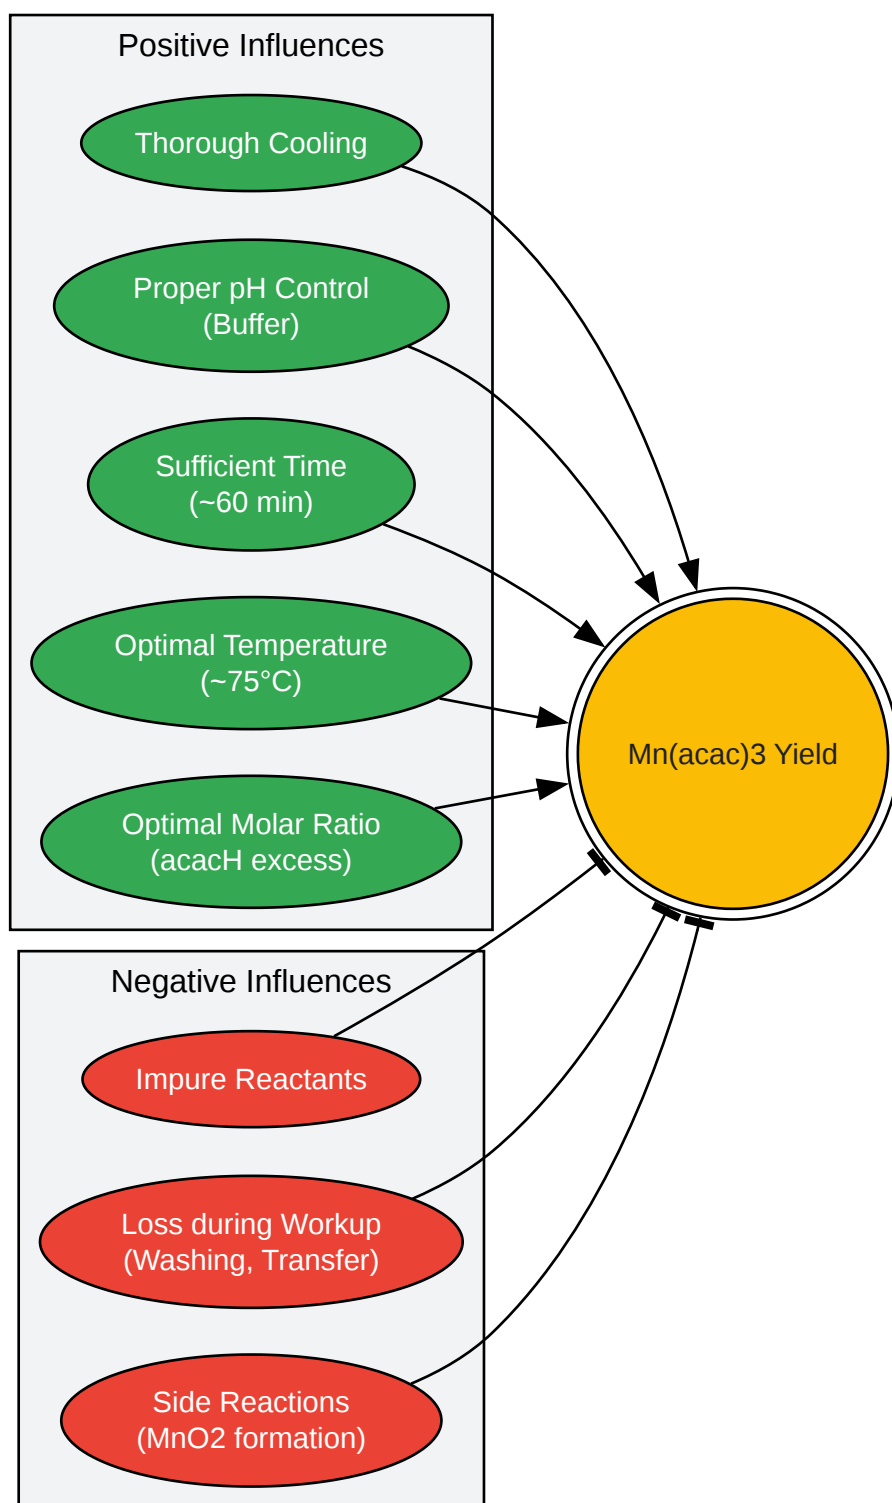 Positive Influences
Thorough Cooling
Proper pH Control
(Buffer)
Sufficient Time
(~60 min)
Optimal Temperature
(~75°C)
Optimal Molar Ratio
(acacH excess)
Mn(acac)3 Yield
Negative Influences
Impure Reactants
Loss during Workup
(Washing, Transfer)
Side Reactions
(MnO2 formation)